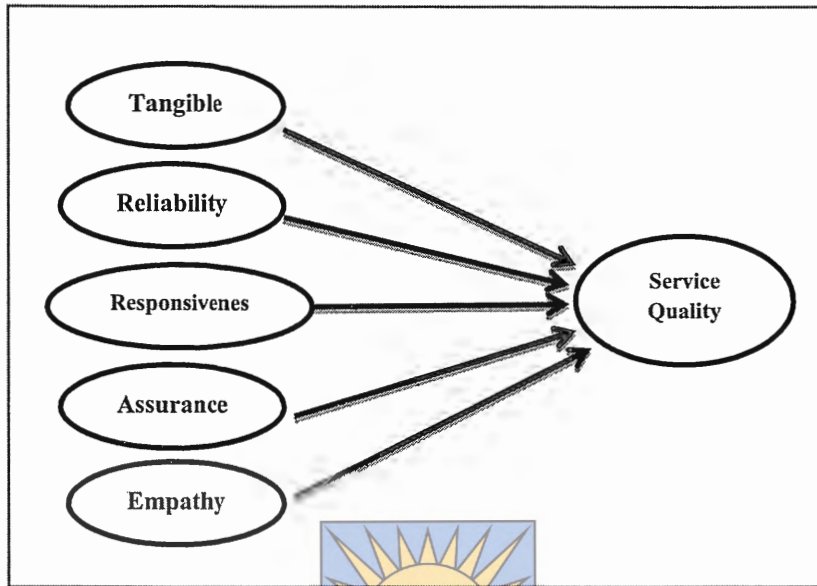 Tangible
Reliability
Responsivenes
Assurance
Empathy
Service
Quality